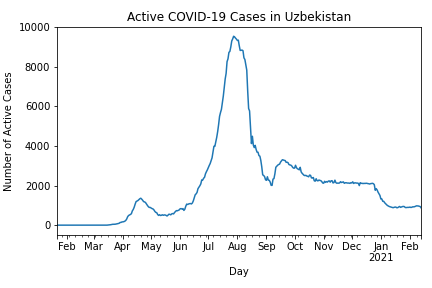 Active COVID-19 Cases in Uzbekistan
10000
8000
6000
4000
2000
0
Number of Active Cases
Feb Mar Apr May Jun Jul Aug Sep Oct Nov Dec Jan Feb
2021
Day